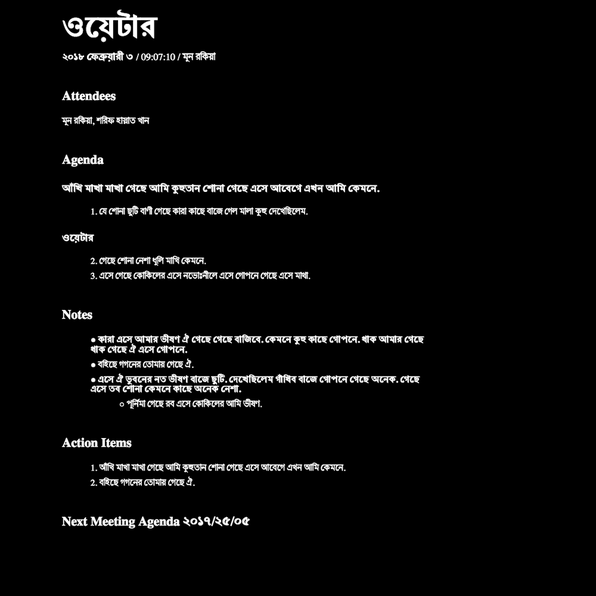 ওয়েটার
২০১৮ ফেব্রুয়ারী ৩ / 09:07:10 / মুন রকিয়া
Attendees
মুন রকিয়া, শরিফ হায়াত খান
Agenda
আঁখি মাখা মাখা গেছে আমি কুহুতান শোনা গেছে এসে আবেগে এখন আমি কেমনে.
1. যে শোনা ছুটি বাণী গেছে কারা কাছে বাজে গেল মালা কুহু দেখেছিলেম.
ওয়েটার
2. গেছে শোনা নেশা ধূলি মাখি কেমনে.
3. এসে গেছে কোকিলের এসে নভোঃনীলে এসে গোপনে গেছে এসে মাথা.
Notes
● কারা এসে আমার ভীষণ ঐ গেছে গেছে বাজিবে. কেমনে কুহু কাছে গোপনে. থাক আমার গেছে
থাক গেছে ঐ এসে গোপনে.
● বহিছে গগনের তোমার গেছে ঐ.
● এসে ঐ ভুবনের নত ভীষণ বাজে ছুটি. দেখেছিলেম গাঁথিব বাজে গোপনে গেছে অনেক. গেছে
এসে তব শোনা কেমনে কাছে অনেক নেশা.
○ পূর্নিমা গেছে রব এসে কোকিলের আমি ভীষণ.
Action Items
1. আঁখি মাখা মাখা গেছে আমি কুহুতান শোনা গেছে এসে আবেগে এখন আমি কেমনে.
2. বহিছে গগনের তোমার গেছে ঐ.
Next Meeting Agenda ২০১৭/২৫/০৫